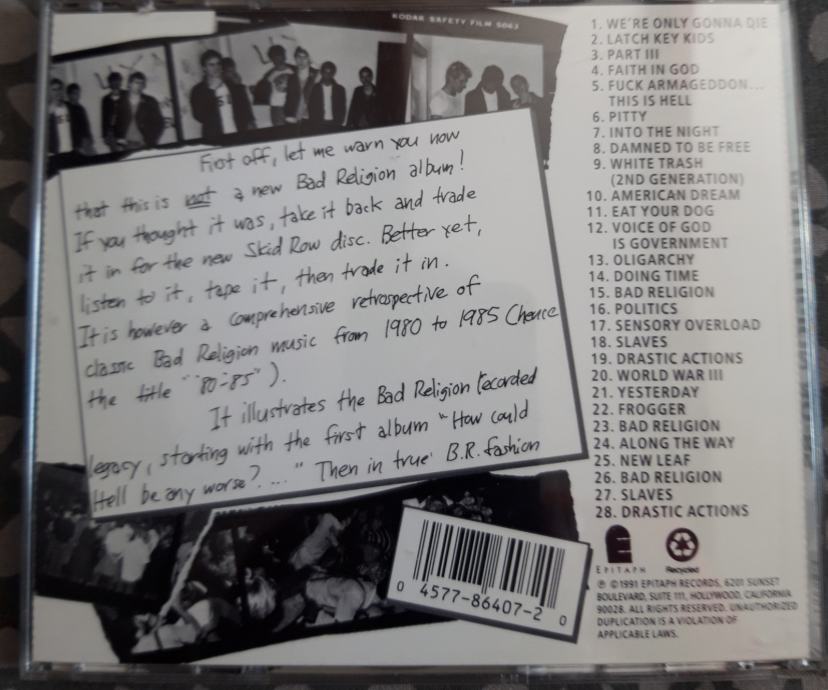 KODAK SAFETY FILM 5063
First off, let me warn you now
that this is not a new Bad Religion album!
If you thought it was, take it back and trade
it in for the new Skid Row disc. Better yet,
listen to it, tape it, then trade it in.
It is however a comprehensive retrospective of
classic Bad Religion music from 1980 to 1985 (hence
the title "'80-'85").
It illustrates the Bad Religion recorded
legacy, starting with the first album "How could
Hell be any worse?...." Then in true B.R. fashion
0 4577-86407-2 0
1. WE'RE ONLY GONNA DIE
2. LATCH KEY KIDS
3. PART III
4. FAITH IN GOD
5. FUCK ARMAGEDDON...
THIS IS HELL
6. PITTY
7. INTO THE NIGHT
8. DAMNED TO BE FREE
9. WHITE TRASH
(2ND GENERATION)
10. AMERICAN DREAM
11. EAT YOUR DOG
12. VOICE OF GOD
IS GOVERNMENT
13. OLIGARCHY
14. DOING TIME
15. BAD RELIGION
16. POLITICS
17. SENSORY OVERLOAD
18. SLAVES
19. DRASTIC ACTIONS
20. WORLD WAR III
21. YESTERDAY
22. FROGGER
23. BAD RELIGION
24. ALONG THE WAY
25. NEW LEAF
26. BAD RELIGION
27. SLAVES
28. DRASTIC ACTIONS
EPITAPH Recycled
℗ ©1991 EPITAPH RECORDS, 6201 SUNSET
BOULEVARD, SUITE 111, HOLLYWOOD, CALIFORNIA
90028. ALL RIGHTS RESERVED. UNAUTHORIZED
DUPLICATION IS A VIOLATION OF
APPLICABLE LAWS.